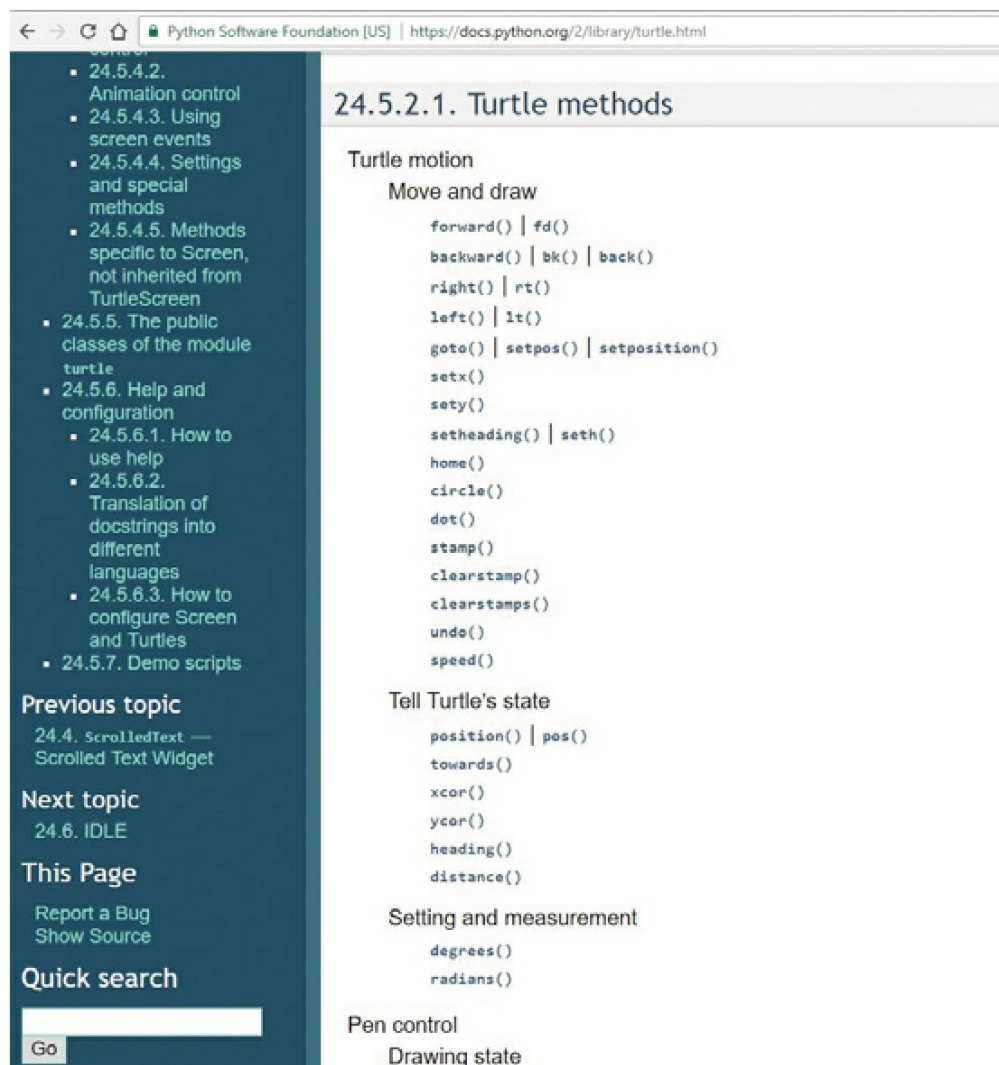 Python Software Foundation [US] | https://docs.python.org/2/library/turtle.html
control
▪ 24.5.4.2.
Animation control
▪ 24.5.4.3. Using
screen events
▪ 24.5.4.4. Settings
and special
methods
▪ 24.5.4.5. Methods
specific to Screen,
not inherited from
TurtleScreen
▪ 24.5.5. The public
classes of the module
turtle
▪ 24.5.6. Help and
configuration
▪ 24.5.6.1. How to
use help
▪ 24.5.6.2.
Translation of
docstrings into
different
languages
▪ 24.5.6.3. How to
configure Screen
and Turtles
▪ 24.5.7. Demo scripts
Previous topic
24.4. ScrolledText —
Scrolled Text Widget
Next topic
24.6. IDLE
This Page
Report a Bug
Show Source
Quick search
Go
24.5.2.1. Turtle methods
Turtle motion
Move and draw
forward() | fd()
backward() | bk() | back()
right() | rt()
left() | lt()
goto() | setpos() | setposition()
setx()
sety()
setheading() | seth()
home()
circle()
dot()
stamp()
clearstamp()
clearstamps()
undo()
speed()
Tell Turtle's state
position() | pos()
towards()
xcor()
ycor()
heading()
distance()
Setting and measurement
degrees()
radians()
Pen control
Drawing state